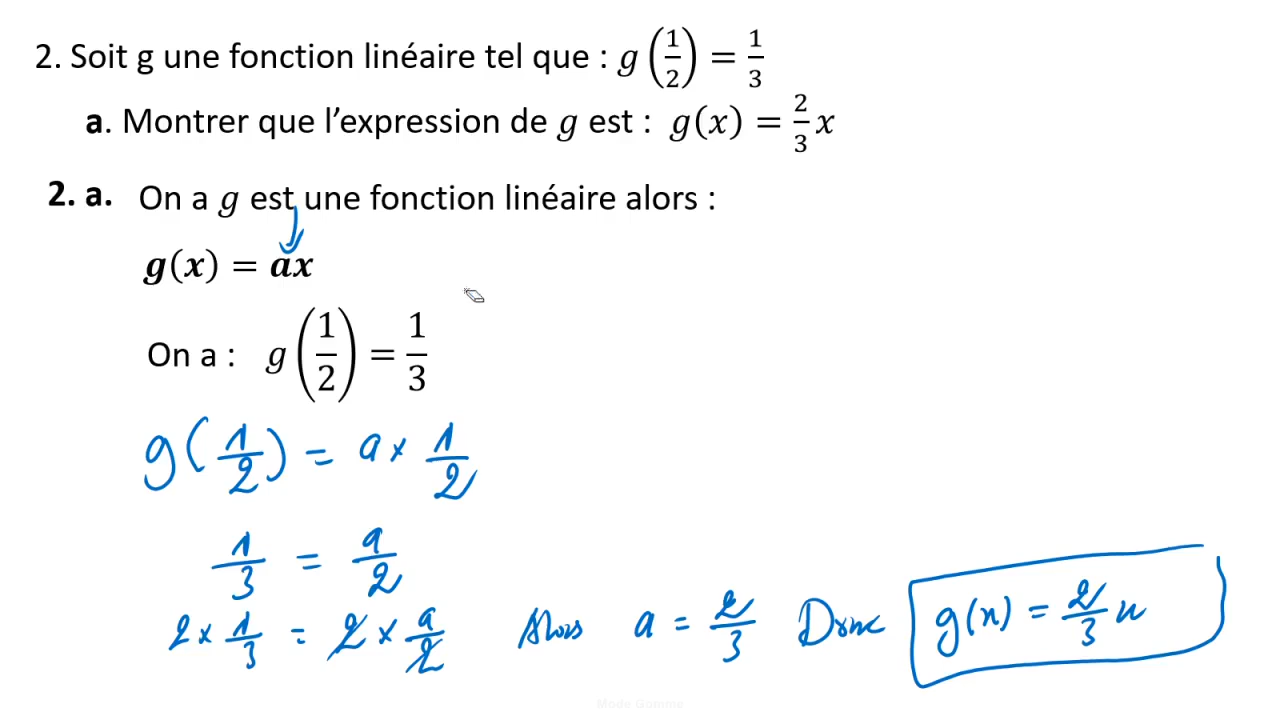 2. Soit g une fonction linéaire tel que : g(1/2) = 1/3
a. Montrer que l'expression de g est : g(x) = 2/3 x
2. a. On a g est une fonction linéaire alors :
g(x) = ax
On a : g(1/2) = 1/3
g(1/2) = a × 1/2
1/3 = a/2
2 × 1/3 = 2 × a/2 Alors a = 2/3 Donc g(x) = 2/3 x
Moda Gamme